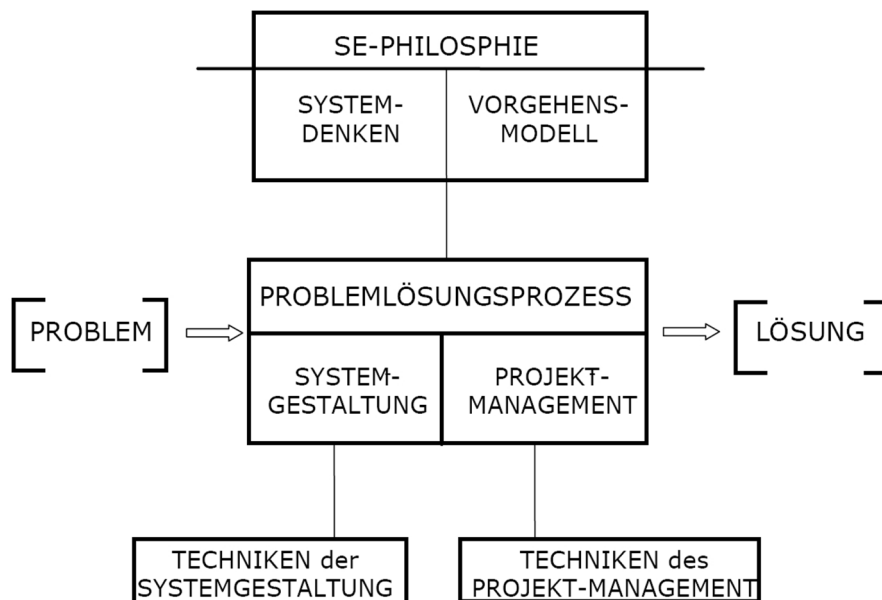 SE-PHILOSPHIE
SYSTEM-
DENKEN
VORGEHENS-
MODELL
PROBLEM
PROBLEMLÖSUNGSPROZESS
SYSTEM-
GESTALTUNG
PROJEKT-
MANAGEMENT
LÖSUNG
TECHNIKEN der
SYSTEMGESTALTUNG
TECHNIKEN des
PROJEKT-MANAGEMENT